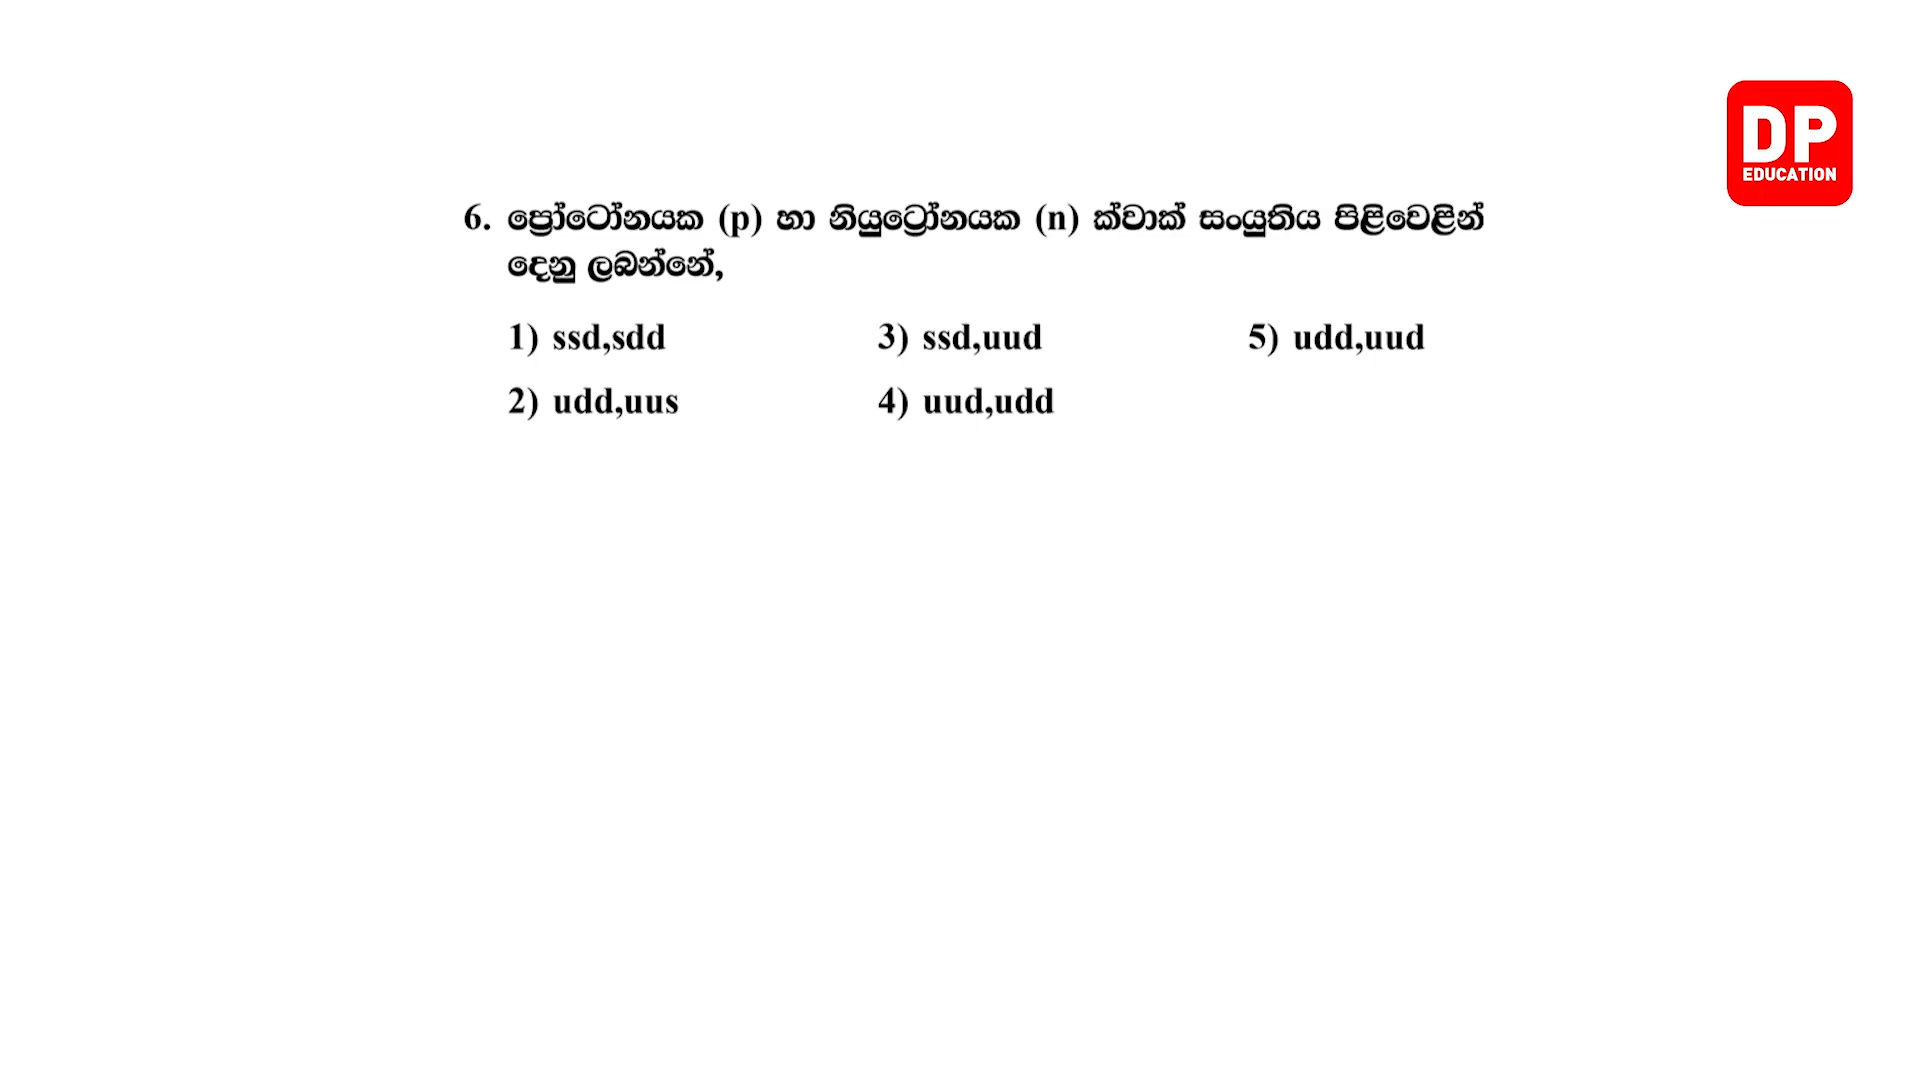 DP
EDUCATION
6. ප්‍රෝටෝනයක (p) හා නියුට්‍රෝනයක (n) ක්වාක් සංයුතිය පිළිවෙළින්
දෙනු ලබන්නේ,
1) ssd,sdd 3) ssd,uud 5) udd,uud
2) udd,uus 4) uud,udd